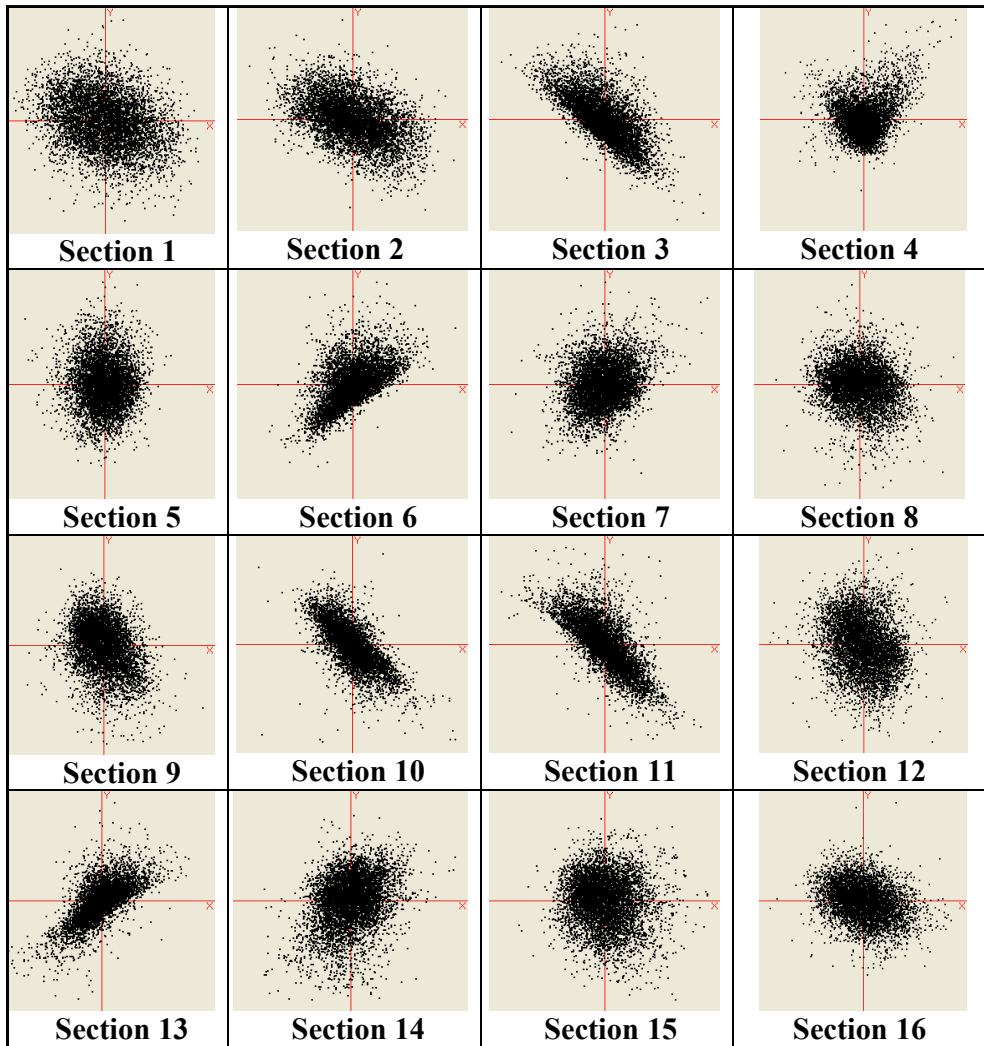 Y Y Y Y
X X X X
Section 1 Section 2 Section 3 Section 4
Y Y Y Y
X X X X
Section 5 Section 6 Section 7 Section 8
Y Y Y Y
X X X X
Section 9 Section 10 Section 11 Section 12
Y Y Y Y
X X X X
Section 13 Section 14 Section 15 Section 16